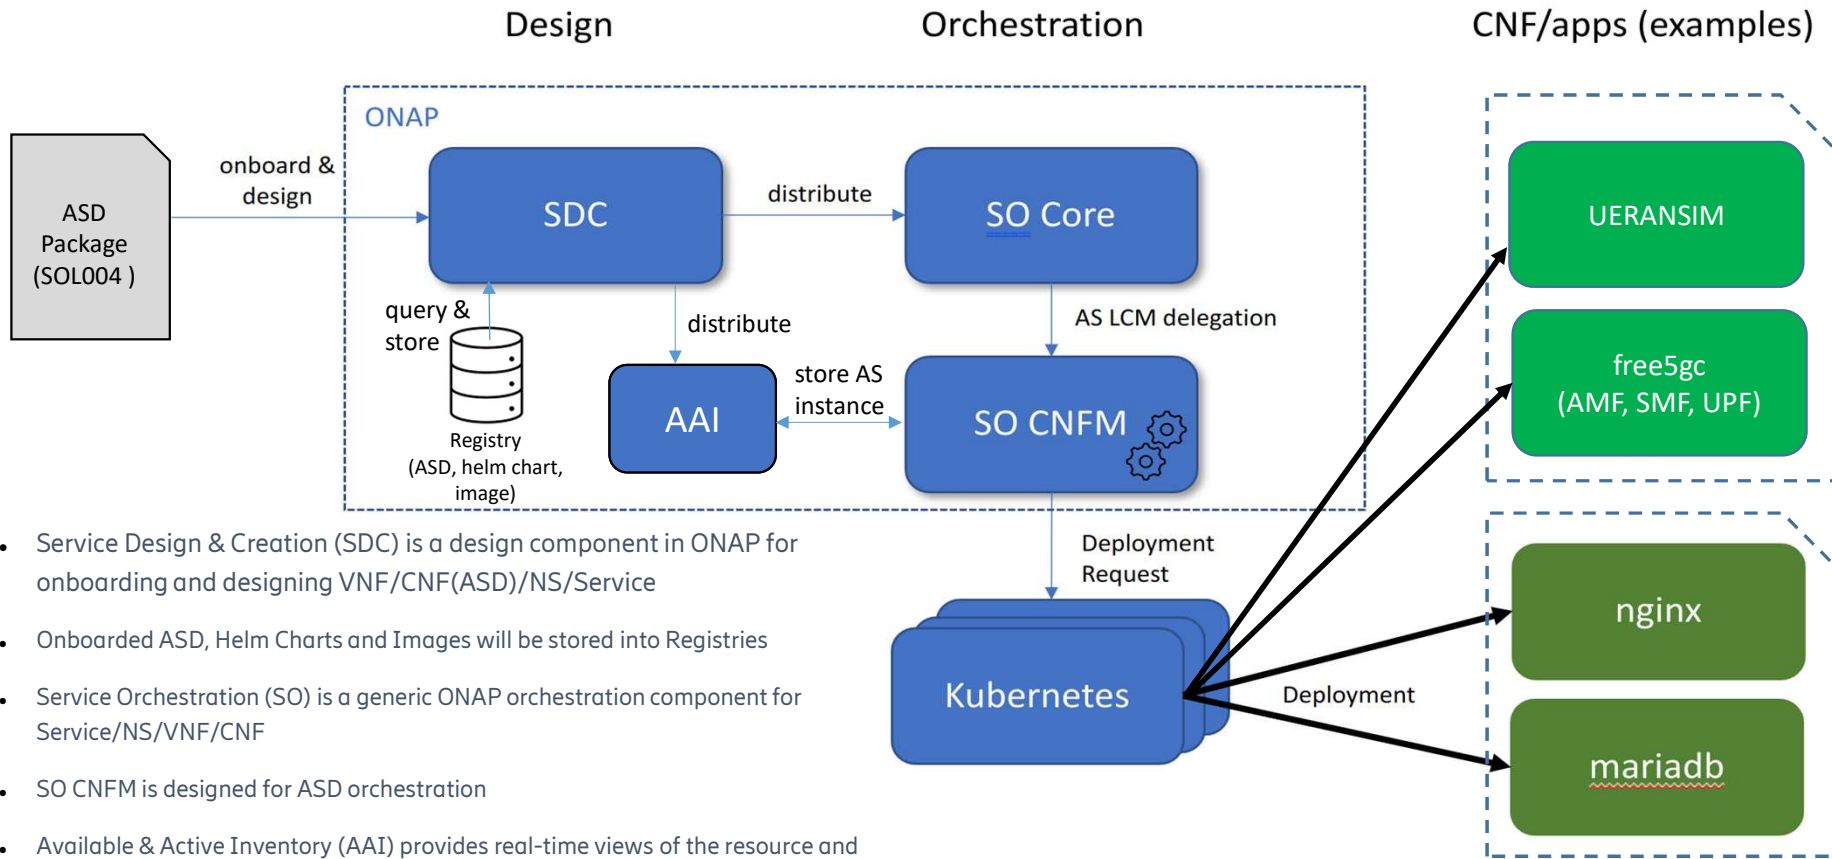 Design
Orchestration
CNF/apps (examples)
ONAP
ASD
Package
(SOL004 )
onboard &
design
SDC
distribute
SO Core
UERANSIM
query &
store
distribute
AS LCM delegation
free5gc
(AMF, SMF, UPF)
AAI
store AS
instance
SO CNFM
Registry
(ASD, helm chart,
image)
Deployment
Request
Kubernetes
Deployment
nginx
mariadb
• Service Design & Creation (SDC) is a design component in ONAP for
onboarding and designing VNF/CNF(ASD)/NS/Service
• Onboarded ASD, Helm Charts and Images will be stored into Registries
• Service Orchestration (SO) is a generic ONAP orchestration component for
Service/NS/VNF/CNF
• SO CNFM is designed for ASD orchestration
• Available & Active Inventory (AAI) provides real-time views of the resource and